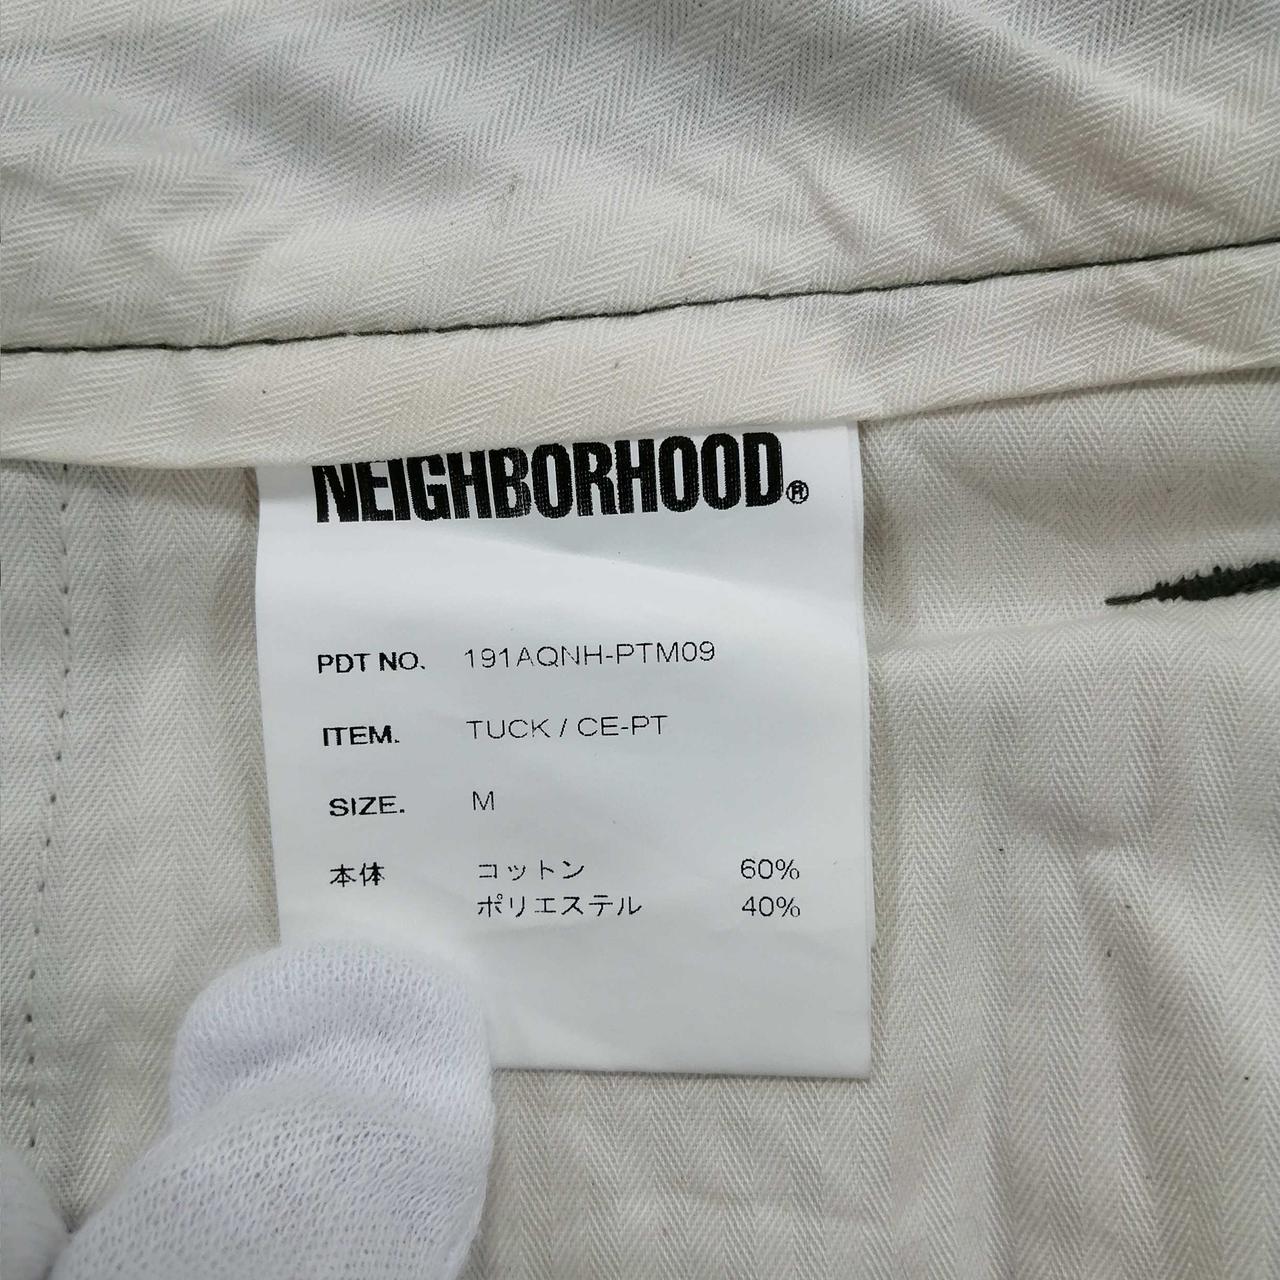 NEIGHBORHOOD®
PDT NO. 191AQNH-PTM09
ITEM. TUCK / CE-PT
SIZE. M
本体 コットン 60%
ポリエステル 40%